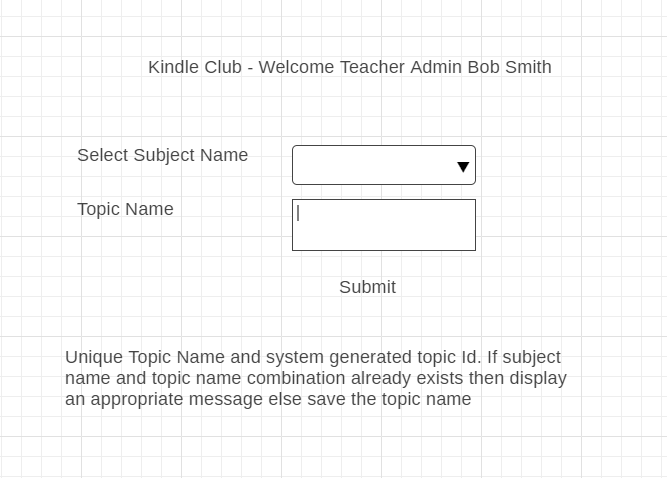 Kindle Club - Welcome Teacher Admin Bob Smith
Select Subject Name
Topic Name
Submit
Unique Topic Name and system generated topic Id. If subject
name and topic name combination already exists then display
an appropriate message else save the topic name